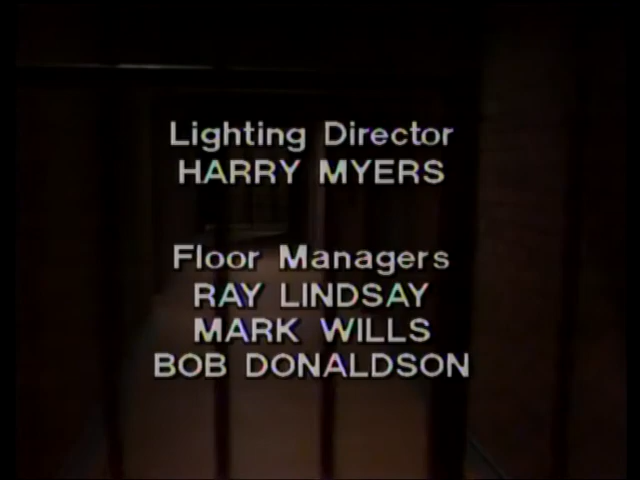 Lighting Director
HARRY MYERS
Floor Managers
RAY LINDSAY
MARK WILLS
BOB DONALDSON